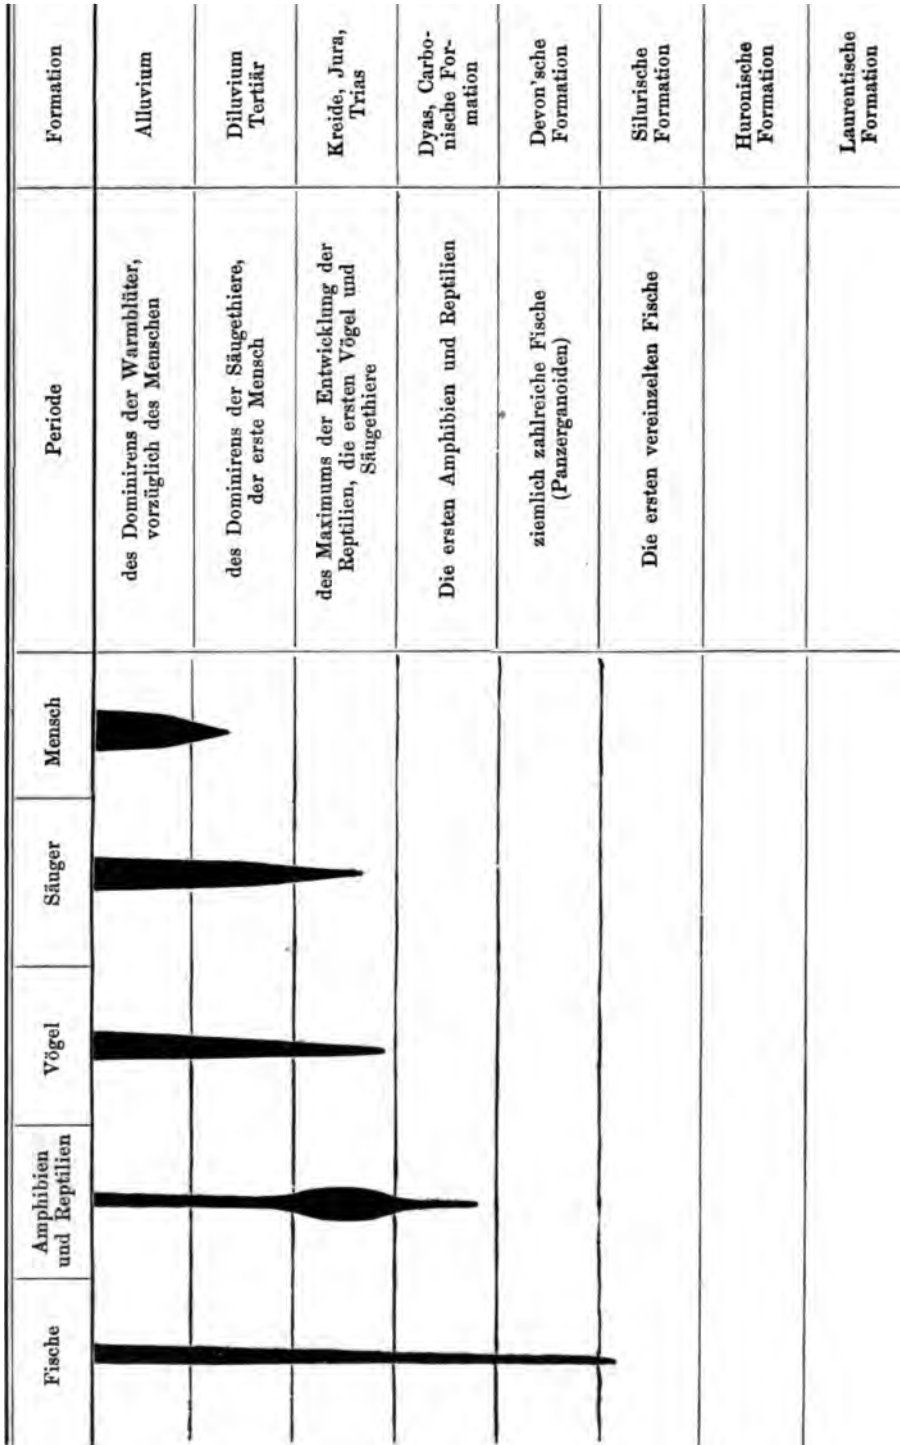 Fische
Amphibien
und Reptilien
Vögel
Säuger
Mensch
Periode
Formation
des Dominirens der Warmblüter,
vorzüglich des Menschen
Alluvium
des Dominirens der Säugethiere,
der erste Mensch
Diluvium
Tertiär
des Maximums der Entwicklung der
Reptilien, die ersten Vögel und
Säugethiere
Kreide, Jura,
Trias
Die ersten Amphibien und Reptilien
Dyas, Carbo-
nische For-
mation
ziemlich zahlreiche Fische
(Panzerganoiden)
Devon'sche
Formation
Die ersten vereinzelten Fische
Silurische
Formation
Huronische
Formation
Laurentische
Formation